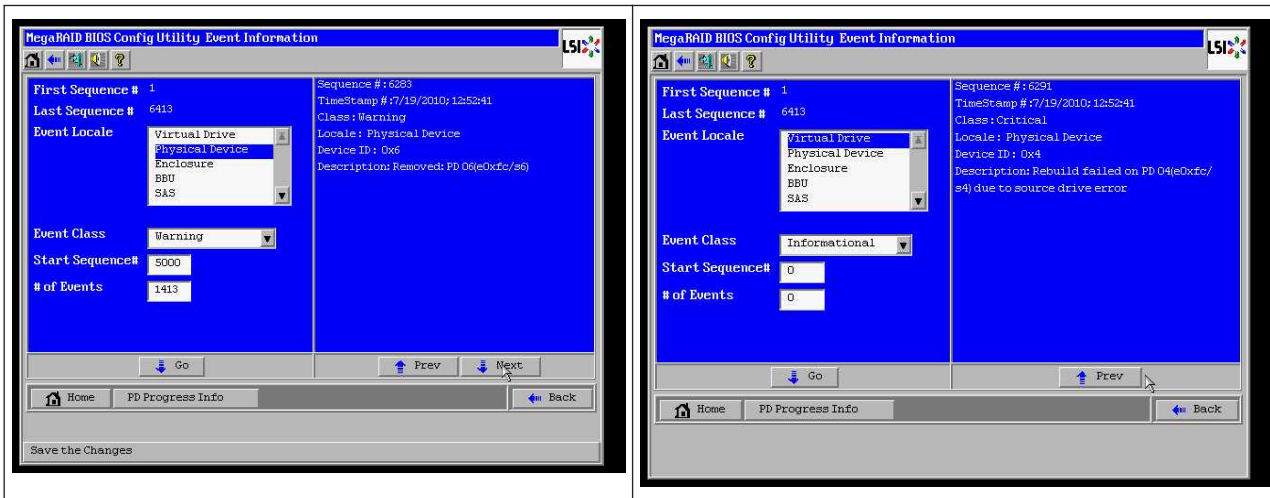 MegaRAID BIOS Config Utility Event Information
LSI
First Sequence # 1
Last Sequence # 6413
Event Locale
Virtual Drive
Physical Device
Enclosure
BBU
SAS
Event Class Warning
Start Sequence# 5000
# of Events 1413
Go
Sequence #:6283
TimeStamp #:7/19/2010; 12:52:41
Class: Warning
Locale: Physical Device
Device ID: 0x6
Description: Removed: PD 06(e0xfc/s6)
Prev Next
Home PD Progress Info Back
Save the Changes
MegaRAID BIOS Config Utility Event Information
LSI
First Sequence # 1
Last Sequence # 6413
Event Locale
Virtual Drive
Physical Device
Enclosure
BBU
SAS
Event Class Informational
Start Sequence# 0
# of Events 0
Go
Sequence #:6291
TimeStamp #:7/19/2010; 12:52:41
Class: Critical
Locale: Physical Device
Device ID: 0x4
Description: Rebuild failed on PD 04(e0xfc/
s4) due to source drive error
Prev
Home PD Progress Info Back